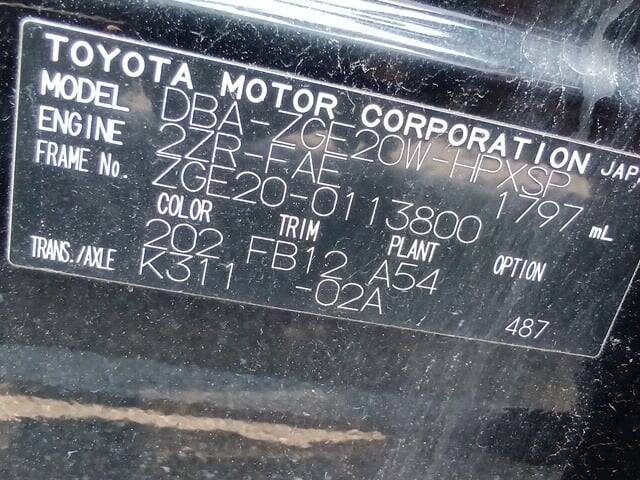 TOYOTA MOTOR CORPORATION JAP
MODEL DBA-ZGE20W-HPXSP
ENGINE 2ZR-FAE 1797 mL
FRAME No. ZGE20-0113800
COLOR TRIM PLANT OPTION
202 FB12 A54
TRANS./AXLE K311 -02A 487